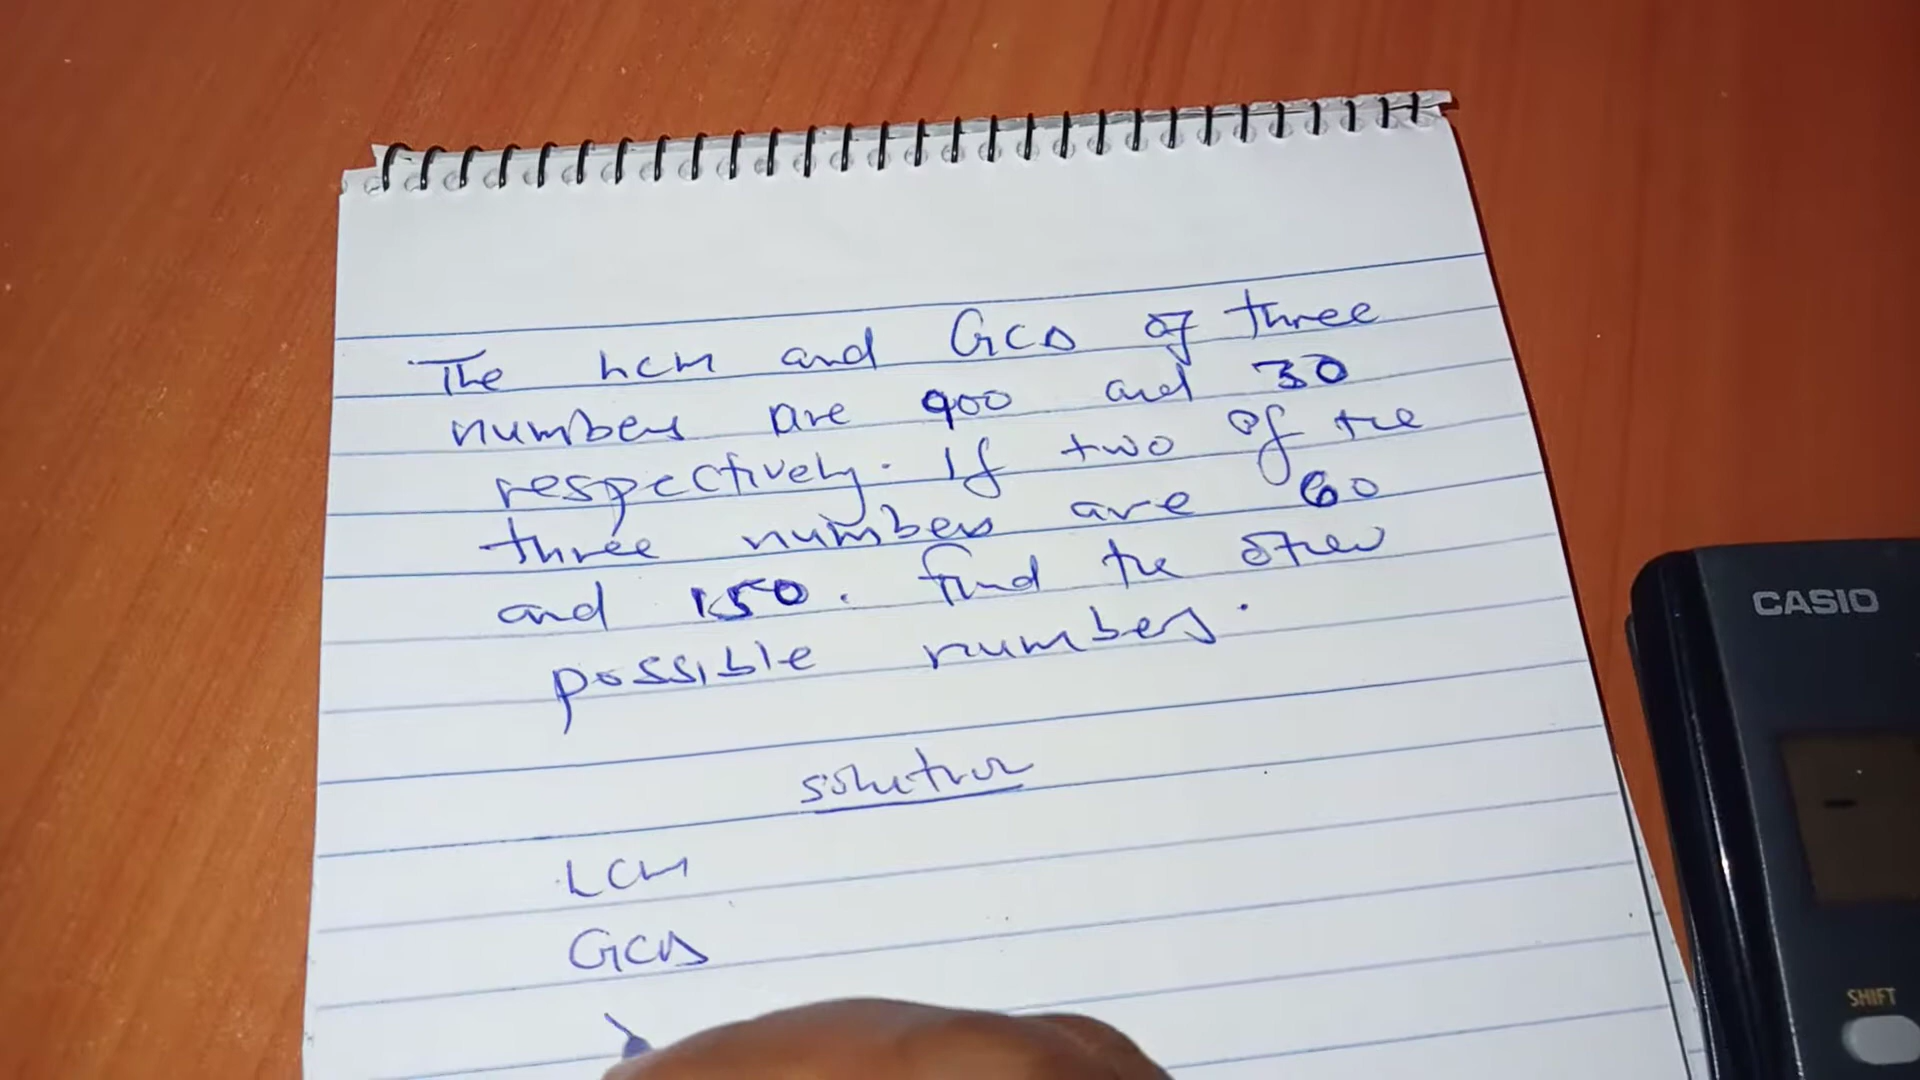 The LCM and GCD of three
numbers are 900 and 30
respectively. If two of the
three numbers are 60
and 150. find the other
possible numbers.
solution
LCM
GCD
CASIO
SHIFT